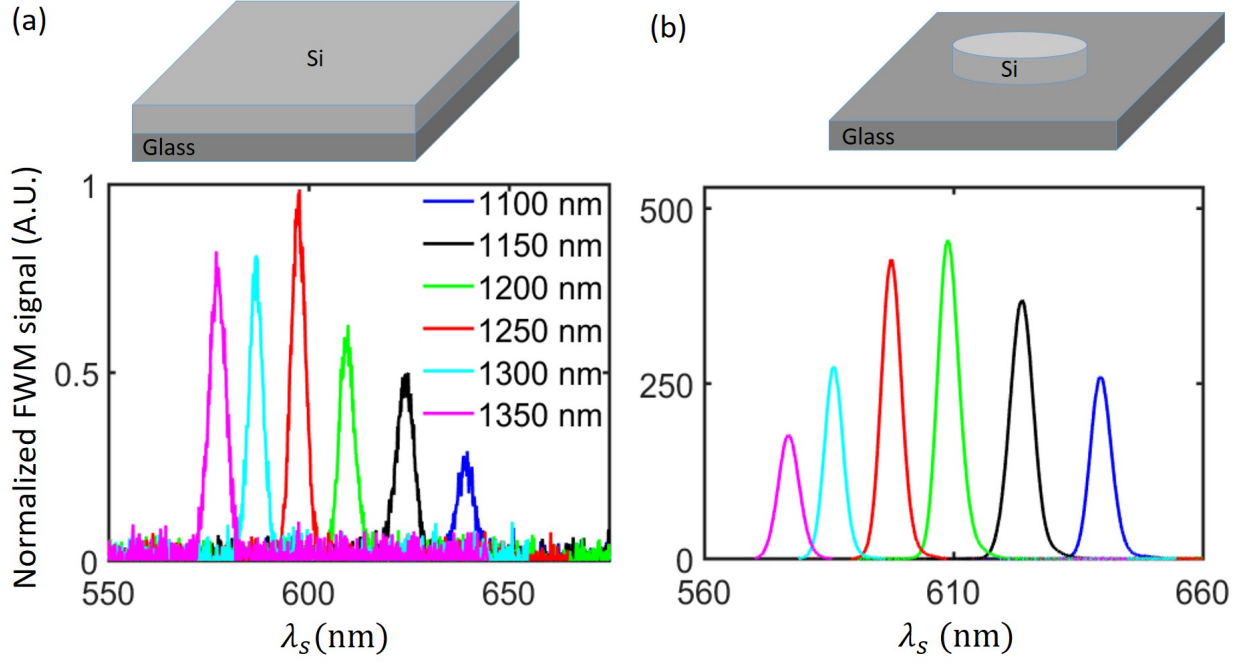 (a)
Si
Glass
Normalized FWM signal (A.U.)
1
0.5
0
1100 nm
1150 nm
1200 nm
1250 nm
1300 nm
1350 nm
550
600
650
λs (nm)
(b)
Si
Glass
500
250
0
560
610
660
λs (nm)